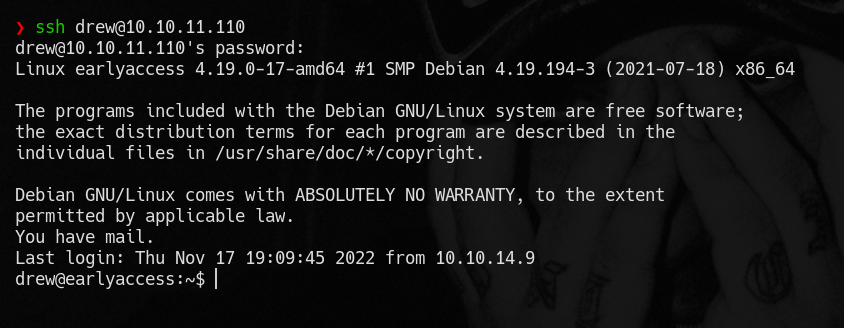 ❯ ssh drew@10.10.11.110
drew@10.10.11.110's password:
Linux earlyaccess 4.19.0-17-amd64 #1 SMP Debian 4.19.194-3 (2021-07-18) x86_64
The programs included with the Debian GNU/Linux system are free software;
the exact distribution terms for each program are described in the
individual files in /usr/share/doc/*/copyright.
Debian GNU/Linux comes with ABSOLUTELY NO WARRANTY, to the extent
permitted by applicable law.
You have mail.
Last login: Thu Nov 17 19:09:45 2022 from 10.10.14.9
drew@earlyaccess:~$